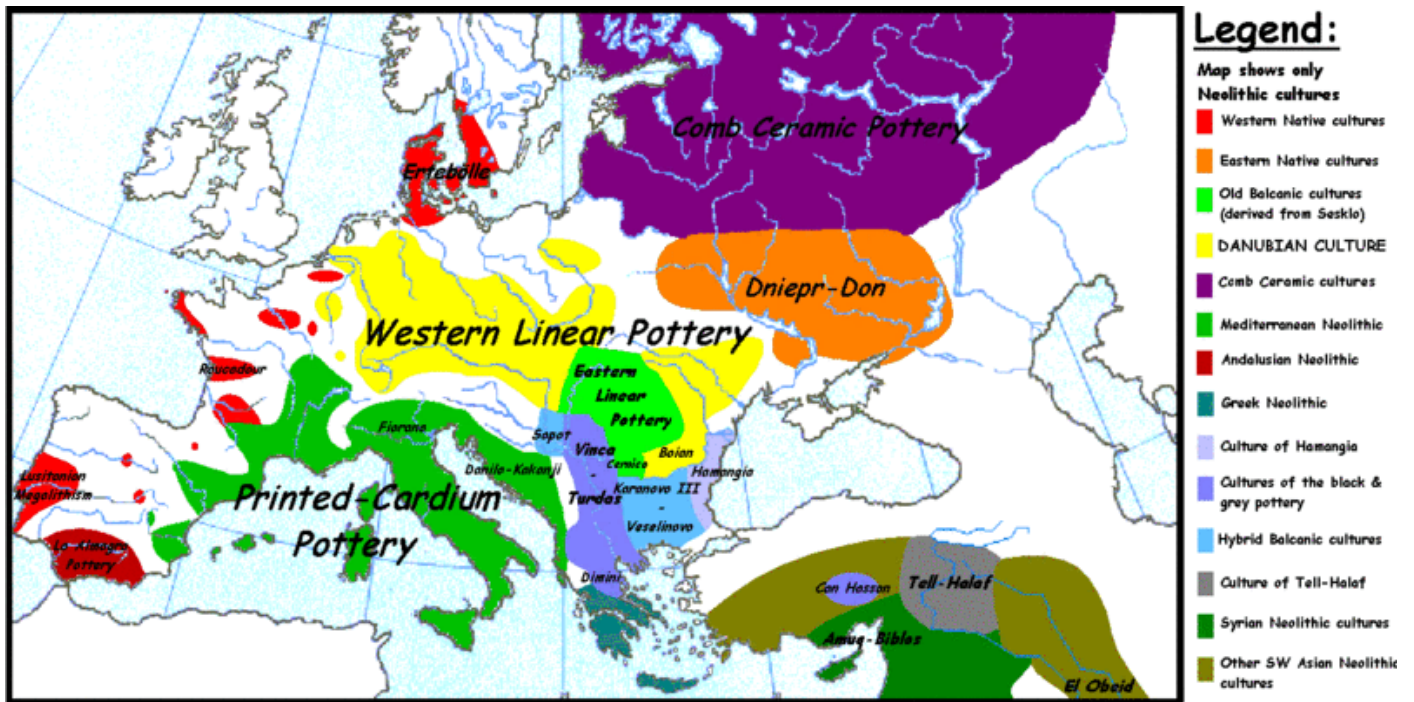 Comb Ceramic Pottery
Ertebölle
Dniepr-Don
Western Linear Pottery
Roucadour
Eastern
Linear
Pottery
Fiorano
Sopot
Vinca
-
Turdas
Boian
Cernica
Hamangia
Danilo-Kakanji
Karanovo III
-
Veselinovo
Lusitanian
Megalithism
Printed-Cardium
Pottery
La Almagra
Pottery
Dimini
Can Hassan
Tell-Halaf
Amuq-Biblos
El Obeid
Legend:
Map shows only
Neolithic cultures
Western Native cultures
Eastern Native cultures
Old Balcanic cultures
(derived from Sesklo)
DANUBIAN CULTURE
Comb Ceramic cultures
Mediterranean Neolithic
Andalusian Neolithic
Greek Neolithic
Culture of Hamangia
Cultures of the black &
grey pottery
Hybrid Balcanic cultures
Culture of Tell-Halaf
Syrian Neolithic cultures
Other SW Asian Neolithic
cultures